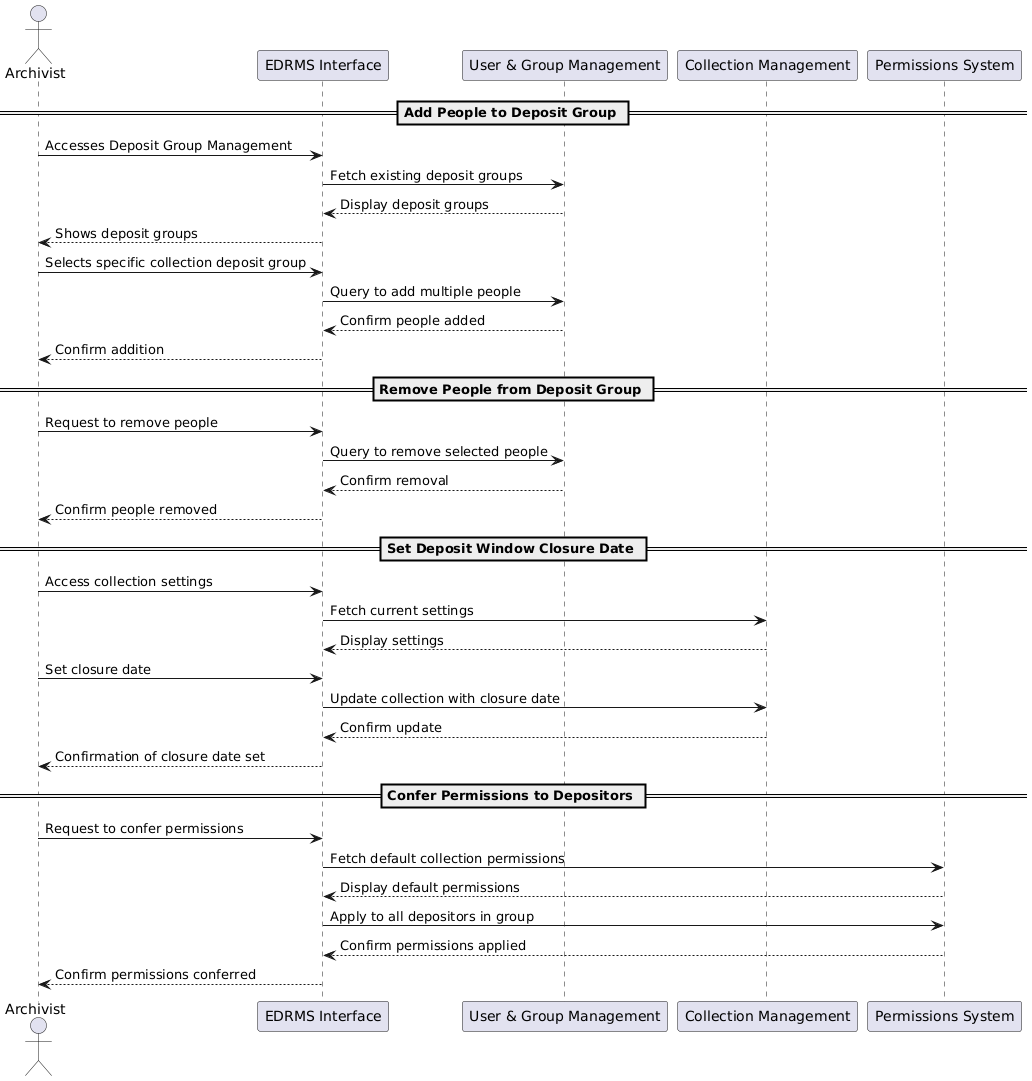 Archivist
EDRMS Interface
User & Group Management
Collection Management
Permissions System
Add People to Deposit Group
Accesses Deposit Group Management
Fetch existing deposit groups
Display deposit groups
Shows deposit groups
Selects specific collection deposit group
Query to add multiple people
Confirm people added
Confirm addition
Remove People from Deposit Group
Request to remove people
Query to remove selected people
Confirm removal
Confirm people removed
Set Deposit Window Closure Date
Access collection settings
Fetch current settings
Display settings
Set closure date
Update collection with closure date
Confirm update
Confirmation of closure date set
Confer Permissions to Depositors
Request to confer permissions
Fetch default collection permissions
Display default permissions
Apply to all depositors in group
Confirm permissions applied
Confirm permissions conferred
Archivist
EDRMS Interface
User & Group Management
Collection Management
Permissions System